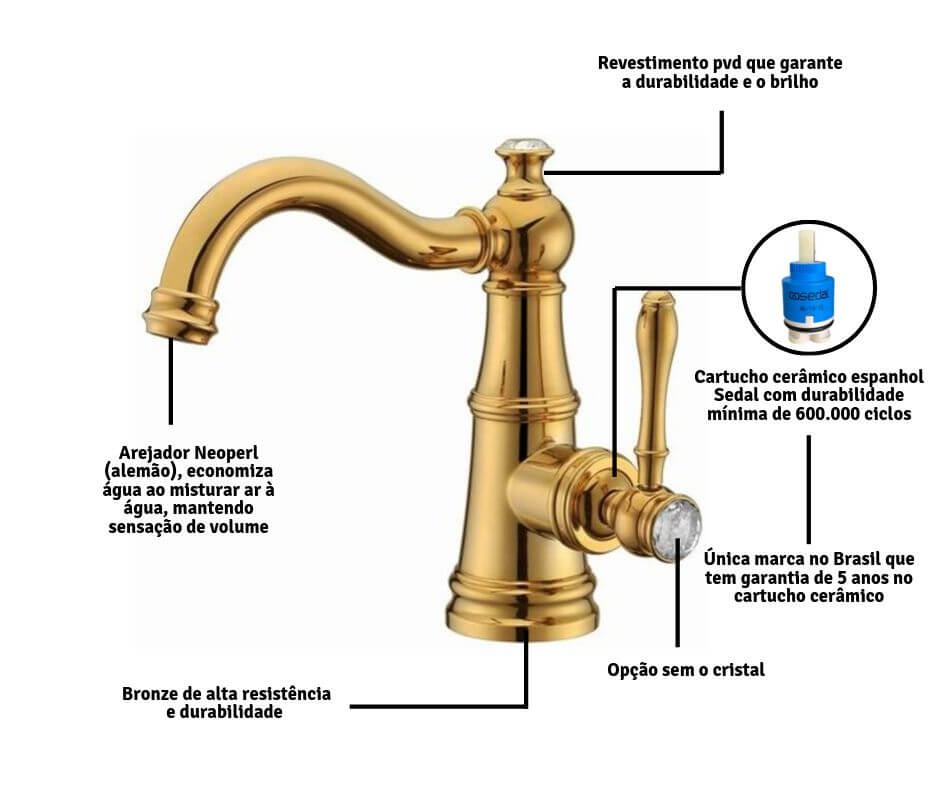 Revestimento pvd que garante
a durabilidade e o brilho
sedal
Cartucho cerâmico espanhol
Sedal com durabilidade
mínima de 600.000 ciclos
Arejador Neoperl
(alemão), economiza
água ao misturar ar à
água, mantendo
sensação de volume
Única marca no Brasil que
tem garantia de 5 anos no
cartucho cerâmico
Opção sem o cristal
Bronze de alta resistência
e durabilidade